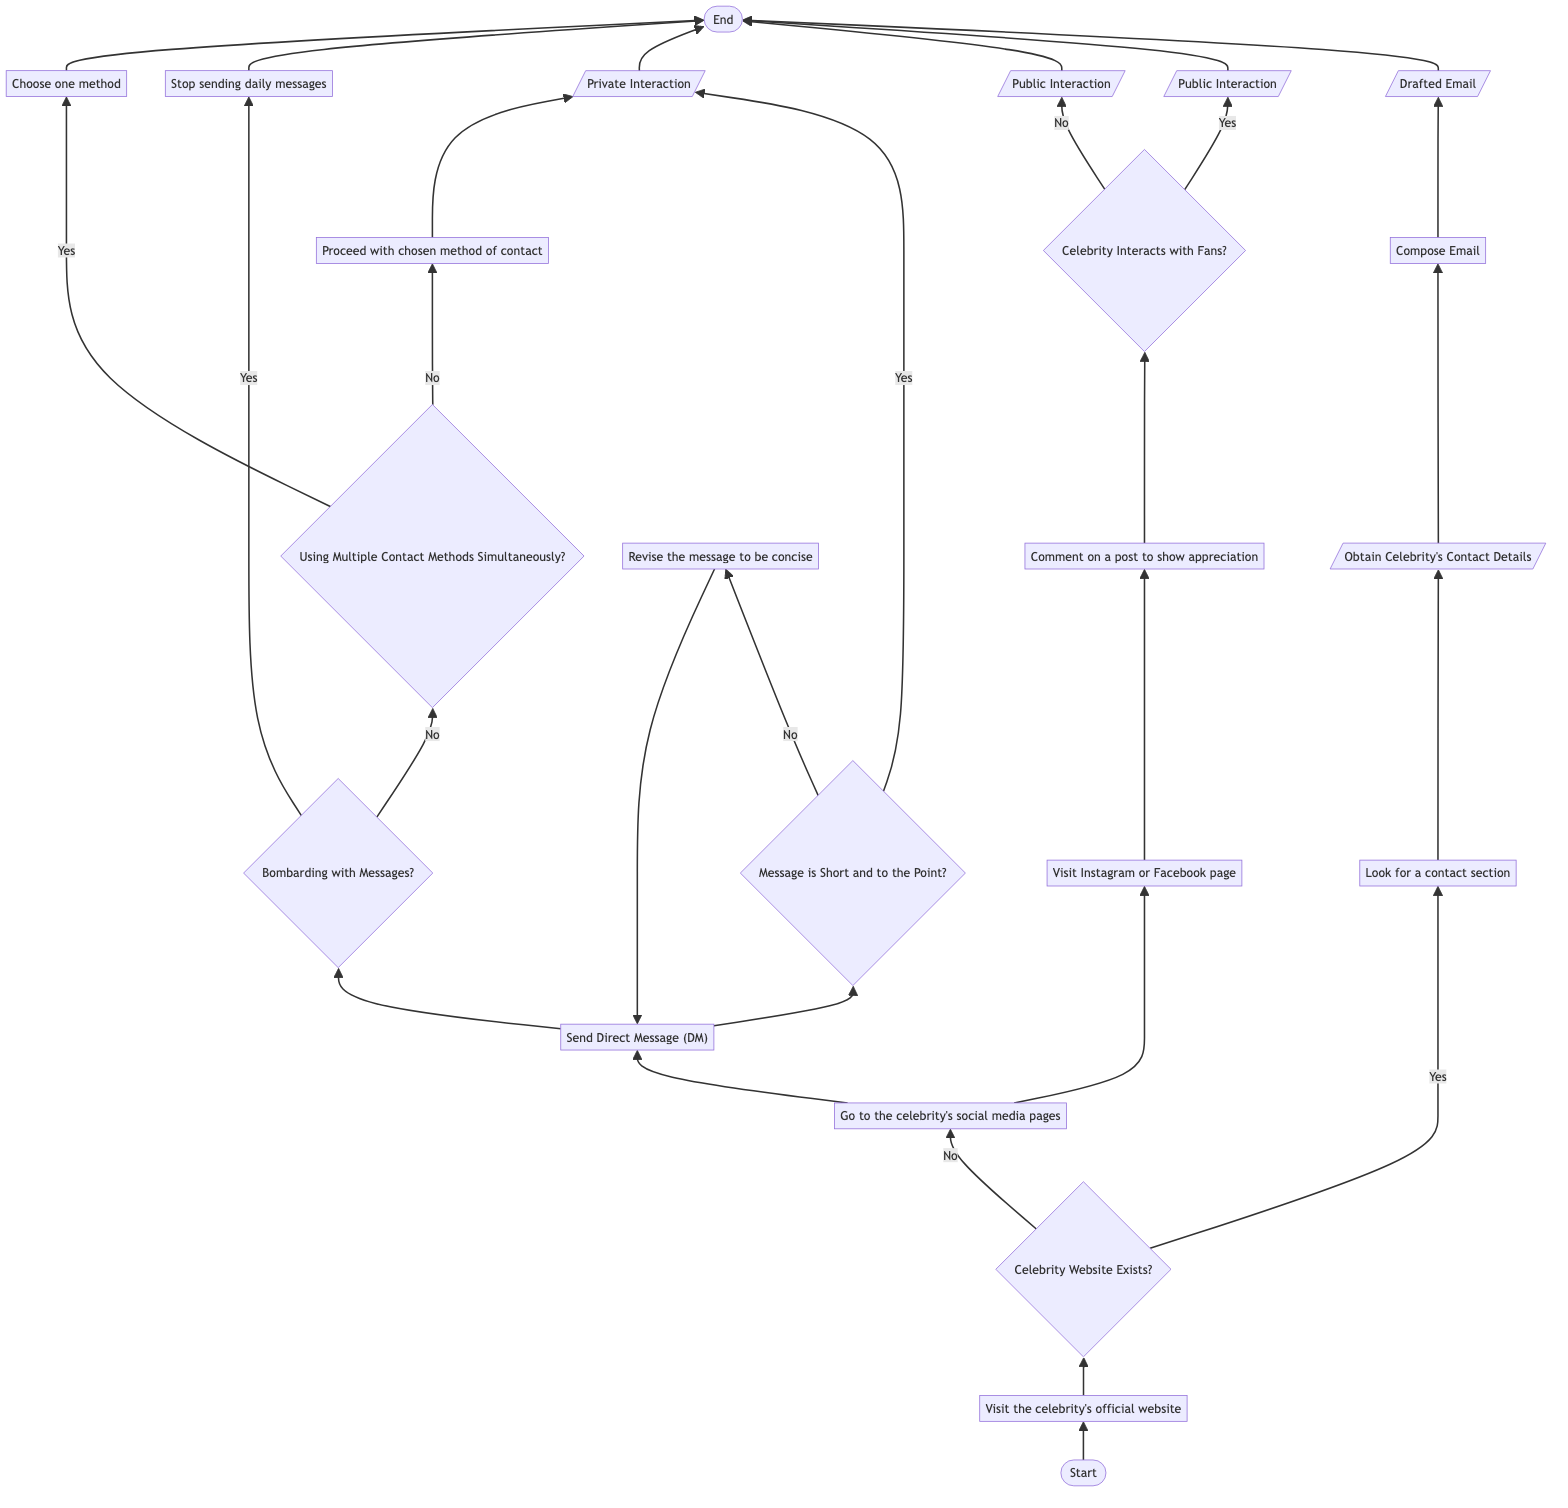 End
Choose one method
Stop sending daily messages
Private Interaction
Public Interaction
Public Interaction
Drafted Email
No
Yes
Yes
Proceed with chosen method of contact
Celebrity Interacts with Fans?
Compose Email
Yes
No
Yes
Using Multiple Contact Methods Simultaneously?
Revise the message to be concise
Comment on a post to show appreciation
Obtain Celebrity's Contact Details
No
No
Bombarding with Messages?
Message is Short and to the Point?
Visit Instagram or Facebook page
Look for a contact section
Send Direct Message (DM)
Yes
Go to the celebrity's social media pages
No
Celebrity Website Exists?
Visit the celebrity's official website
Start